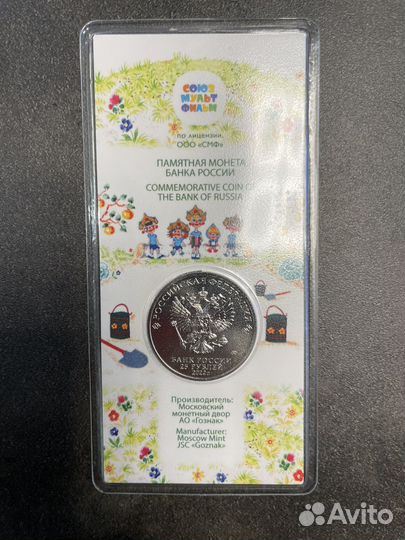 СОЮЗ
МУЛЬТ
ФИЛЬМ
ПО ЛИЦЕНЗИИ,
ООО «СМФ»
ПАМЯТНАЯ МОНЕТА
БАНКА РОССИИ
COMMEMORATIVE COIN OF
THE BANK OF RUSSIA
РОССИЙСКАЯ ФЕДЕРАЦИЯ
БАНК РОССИИ
25 РУБЛЕЙ
2022 г.
Производитель:
Московский
монетный двор
АО «Гознак»
Manufacturer:
Moscow Mint
JSC «Goznak»
Avito